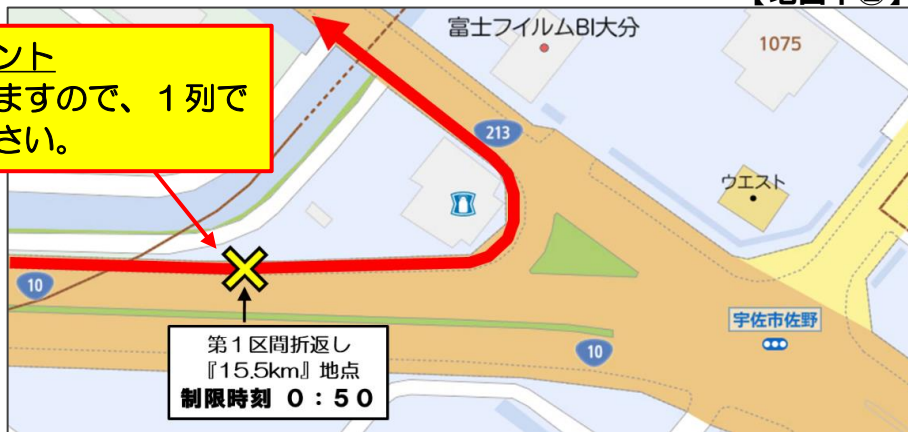 ント
ますので、１列で
さい。
富士フイルムBI大分
1075
213
ウエスト
10
第１区間折返し
『15.5km』地点
制限時刻 ０：５０
10
宇佐市佐野